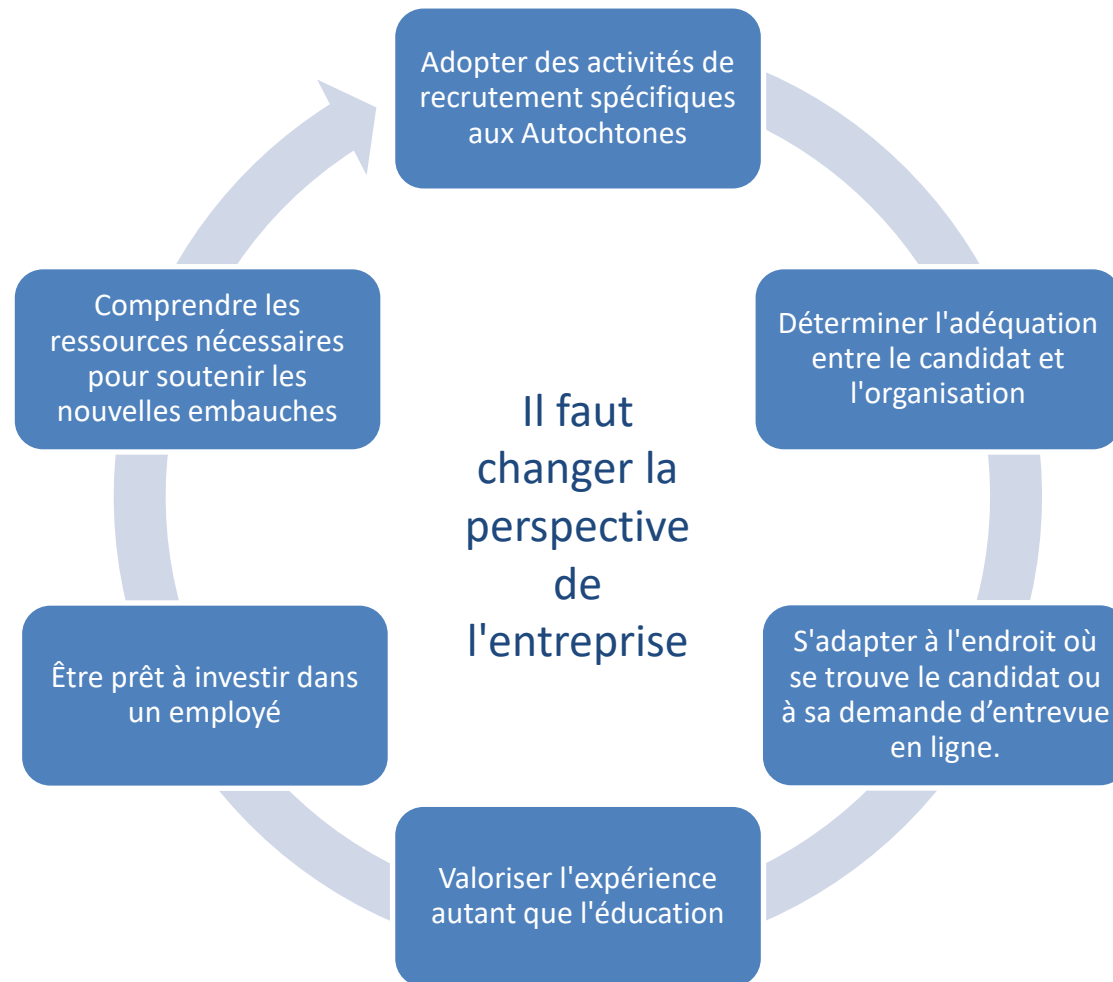 Adopter des activités de
recrutement spécifiques
aux Autochtones
Déterminer l'adéquation
entre le candidat et
l'organisation
S'adapter à l'endroit où
se trouve le candidat ou
à sa demande d’entrevue
en ligne.
Valoriser l'expérience
autant que l'éducation
Être prêt à investir dans
un employé
Comprendre les
ressources nécessaires
pour soutenir les
nouvelles embauches
Il faut
changer la
perspective
de
l'entreprise